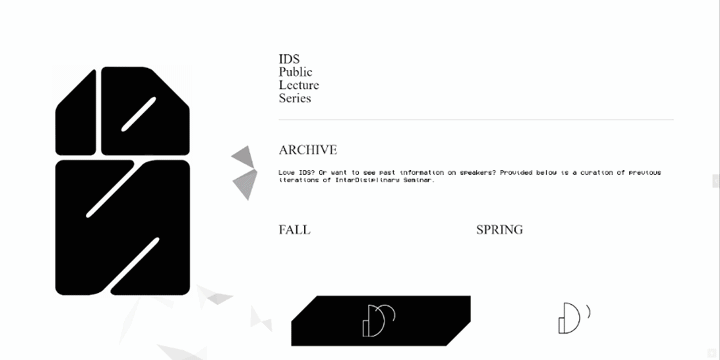 IDS
Public
Lecture
Series
ARCHIVE
Love IDS? Or want to see past information on speakers? Provided below is a curation of previous
iterations of InterDisiplinary Seminar.
FALL
SPRING